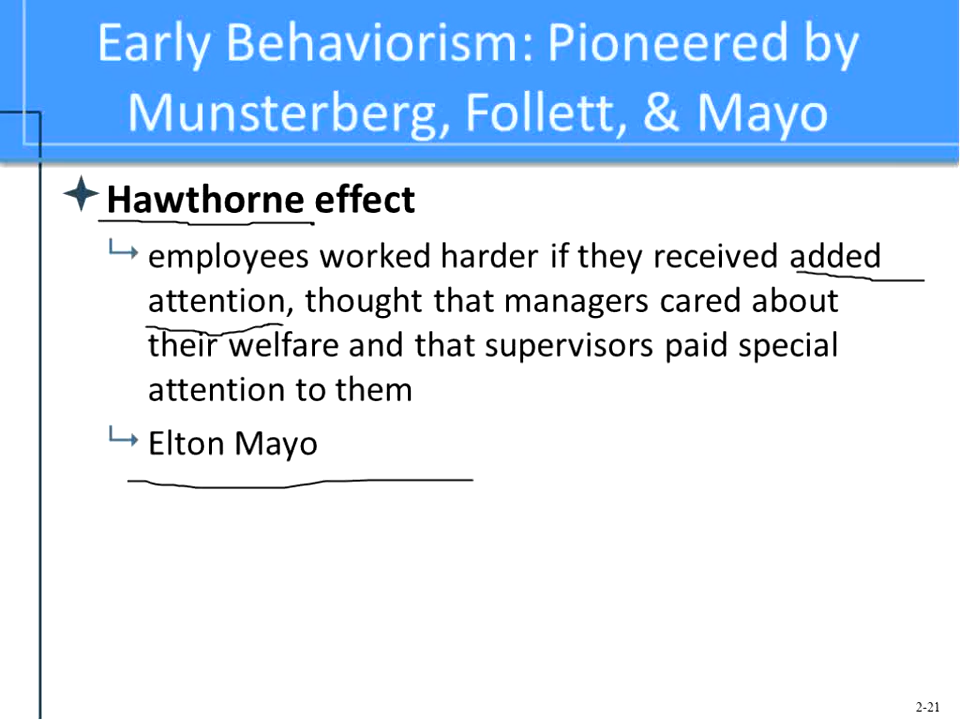 Early Behaviorism: Pioneered by
Munsterberg, Follett, & Mayo
Hawthorne effect
employees worked harder if they received added
attention, thought that managers cared about
their welfare and that supervisors paid special
attention to them
Elton Mayo
2-21